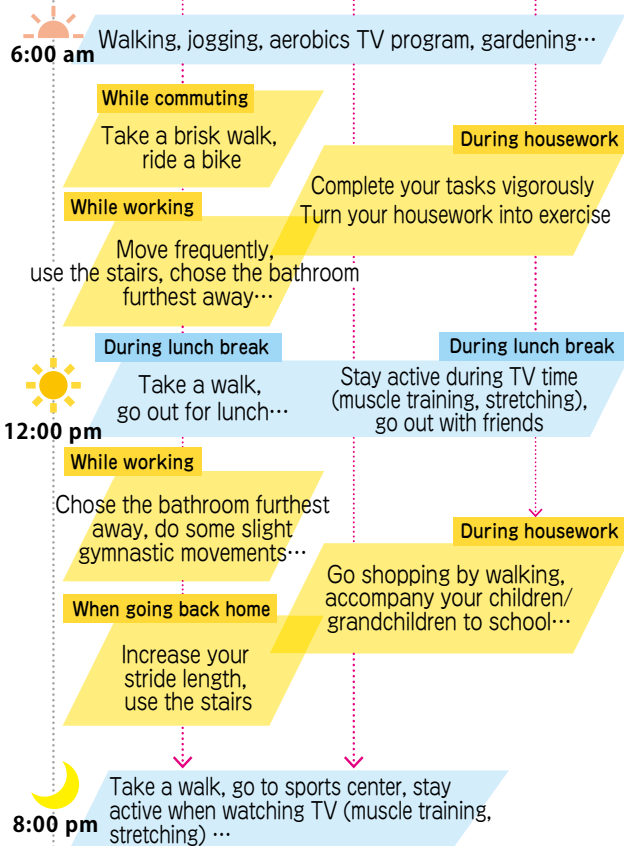 6:00 am
Walking, jogging, aerobics TV program, gardening…
While commuting
Take a brisk walk,
ride a bike
During housework
Complete your tasks vigorously
Turn your housework into exercise
While working
Move frequently,
use the stairs, chose the bathroom
furthest away…
During lunch break
Take a walk,
go out for lunch…
During lunch break
Stay active during TV time
(muscle training, stretching),
go out with friends
12:00 pm
While working
Chose the bathroom furthest
away, do some slight
gymnastic movements…
During housework
Go shopping by walking,
accompany your children/
grandchildren to school…
When going back home
Increase your
stride length,
use the stairs
8:00 pm
Take a walk, go to sports center, stay
active when watching TV (muscle training,
stretching) …